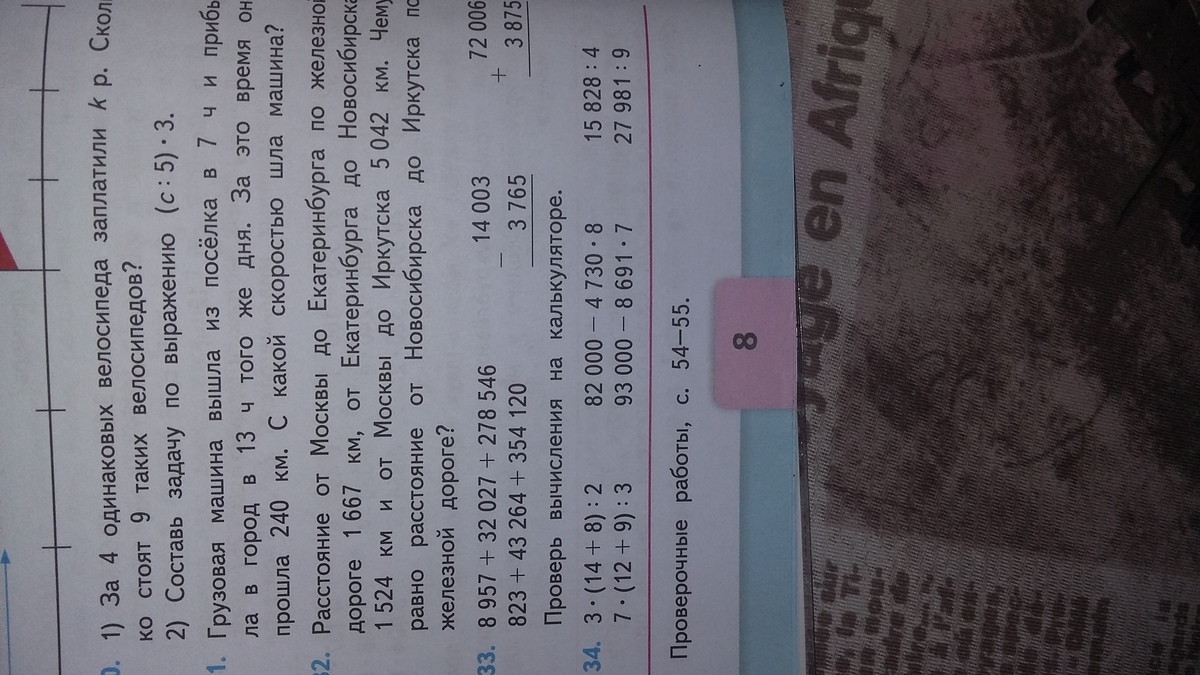 1) За 4 одинаковых велосипеда заплатили k р.
ко стоят 9 таких велосипедов?
2) Составь задачу по выражению (c : 5) · 3.
1. Грузовая машина вышла из посёлка в 7 ч и
ла в город в 13 ч того же дня. За это время
прошла 240 км. С какой скоростью шла машина?
32. Расстояние от Москвы до Екатеринбурга по железной
дороге 1 667 км, от Екатеринбурга до Новосибирска
1 524 км и от Москвы до Иркутска 5 042 км. Чему
равно расстояние от Новосибирска до Иркутска по
железной дороге?
33. 8 957 + 32 027 + 278 546 − 14 003 + 72 006
823 + 43 264 + 354 120 3 765 3 875
Проверь вычисления на калькуляторе.
34. 3 · (14 + 8) : 2 82 000 − 4 730 · 8 15 828 : 4
7 · (12 + 9) : 3 93 000 − 8 691 · 7 27 981 : 9
Проверочные работы, с. 54—55.
8
en Afriqu